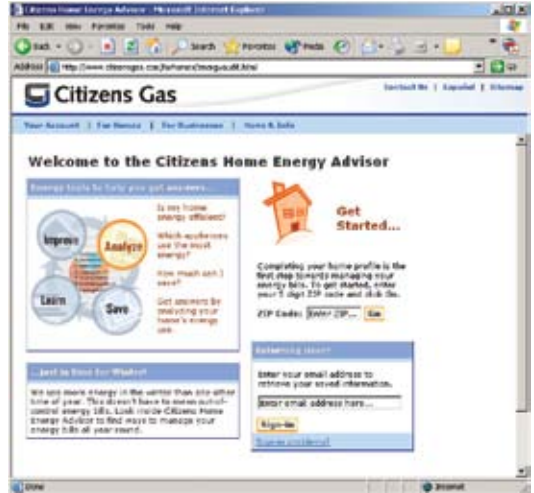 Citizens Home Energy Advisor - Microsoft Internet Explorer
File Edit View Favorites Tools Help
Back Search Favorites Media
Address http://www.citizensgas.com
Go
Citizens Gas
Contact Us | Español | Sitemap
Your Account | For Homes | For Businesses | News & Info
Welcome to the Citizens Home Energy Advisor
Energy tools to help you get answers...
Improve
Analyze
Learn
Save
Is my home
energy efficient?
Which appliances
use the most
energy?
How much can I
save?
Get answers by
analyzing your
home's energy
use.
...Just in time for Winter!
We use more energy in the winter than any other
time of year. This doesn't have to mean out-of-
control energy bills. Look inside Citizens Home
Energy Advisor to find ways to manage your
energy bills all year round.
Get
Started...
Completing your home profile is the
first step towards managing your
energy bills. To get started, enter
your 5 digit ZIP code and click Go.
ZIP Code: Enter ZIP... Go
Returning User?
Enter your email address to
retrieve your saved information.
Enter email address here...
Sign-In
Done
Internet